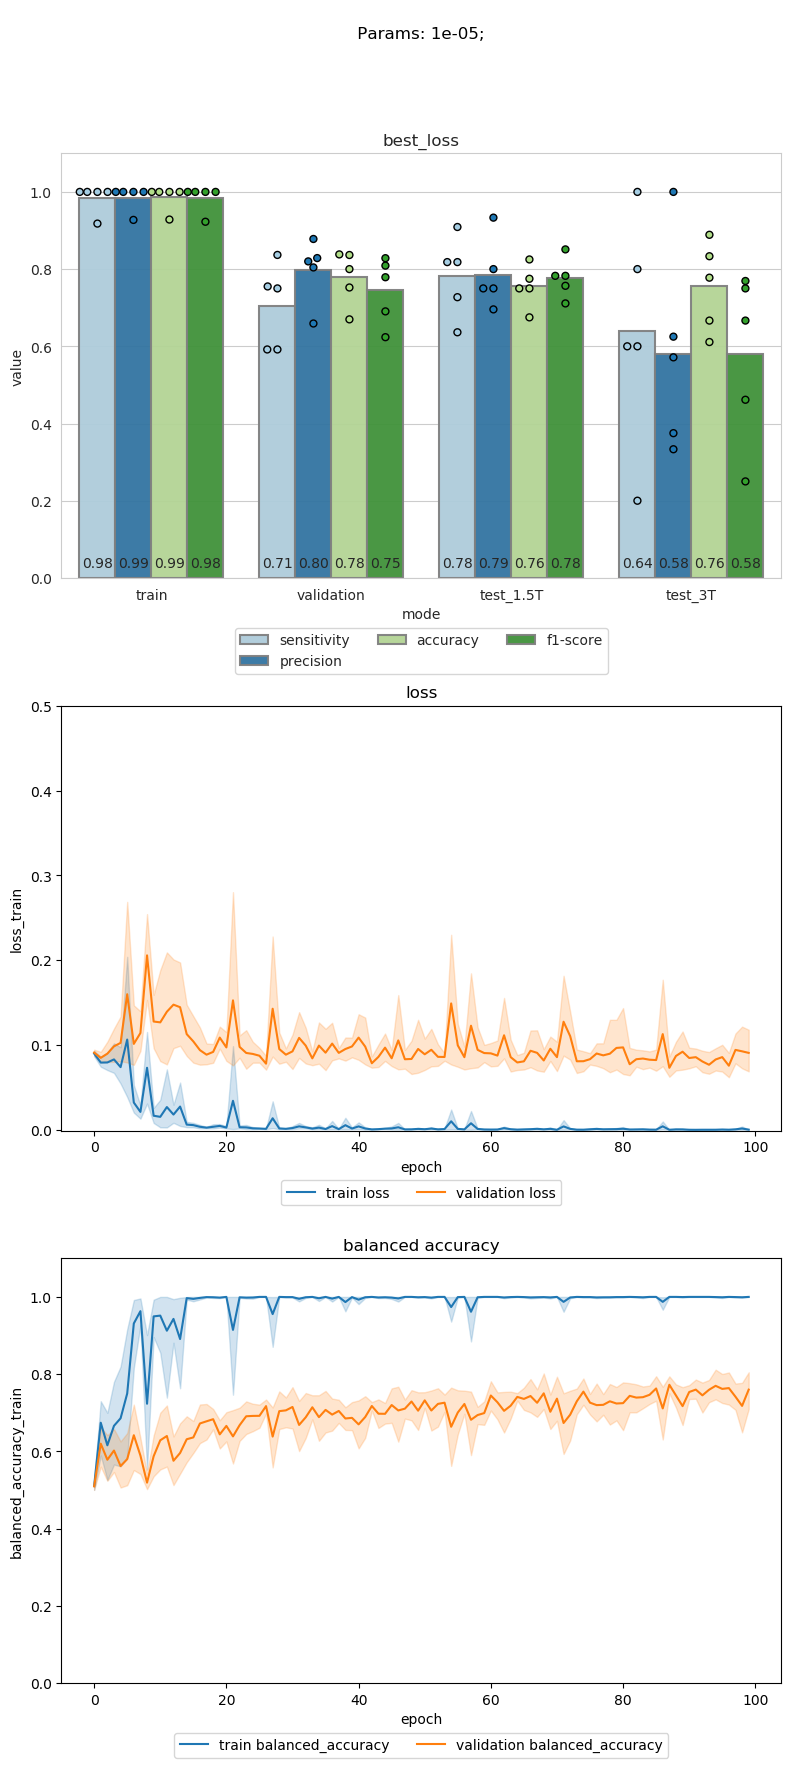 Params: 1e-05;
best_loss
value
1.0
0.8
0.6
0.4
0.2
0.0
0.98 0.99 0.99 0.98 0.71 0.80 0.78 0.75 0.78 0.79 0.76 0.78 0.64 0.58 0.76 0.58
train validation test_1.5T test_3T
mode
sensitivity accuracy f1-score
precision
loss
loss_train
0.5
0.4
0.3
0.2
0.1
0.0
0 20 40 60 80 100
epoch
train loss validation loss
balanced accuracy
balanced_accuracy_train
1.0
0.8
0.6
0.4
0.2
0.0
0 20 40 60 80 100
epoch
train balanced_accuracy validation balanced_accuracy